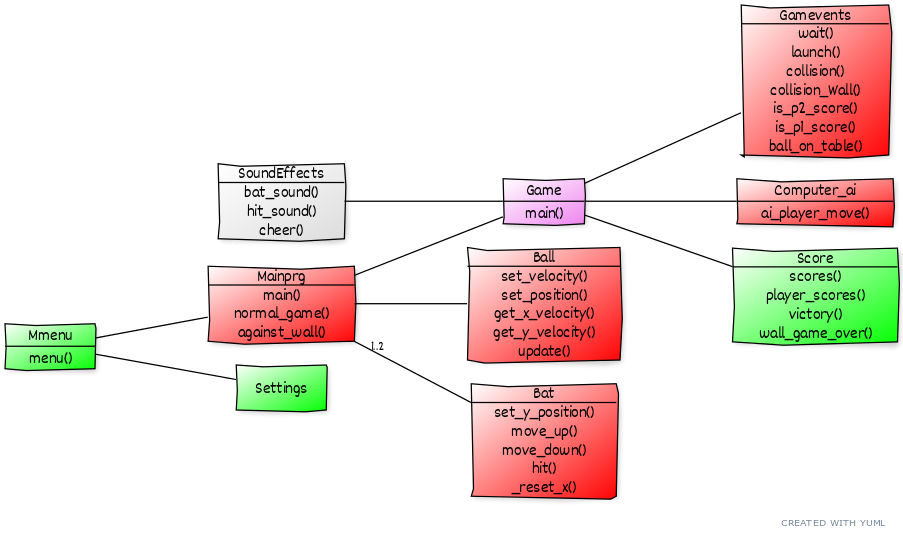 Gamevents
wait()
launch()
collision()
collision_Wall()
is_p2_score()
is_p1_score()
ball_on_table()
SoundEffects
bat_sound()
hit_sound()
cheer()
Game
main()
Computer_ai
ai_player_move()
Mainprg
main()
normal_game()
against_wall()
Ball
set_velocity()
set_position()
get_x_velocity()
get_y_velocity()
update()
Score
scores()
player_scores()
victory()
wall_game_over()
Mmenu
menu()
1..2
Settings
Bat
set_y_position()
move_up()
move_down()
hit()
_reset_x()
CREATED WITH YUML